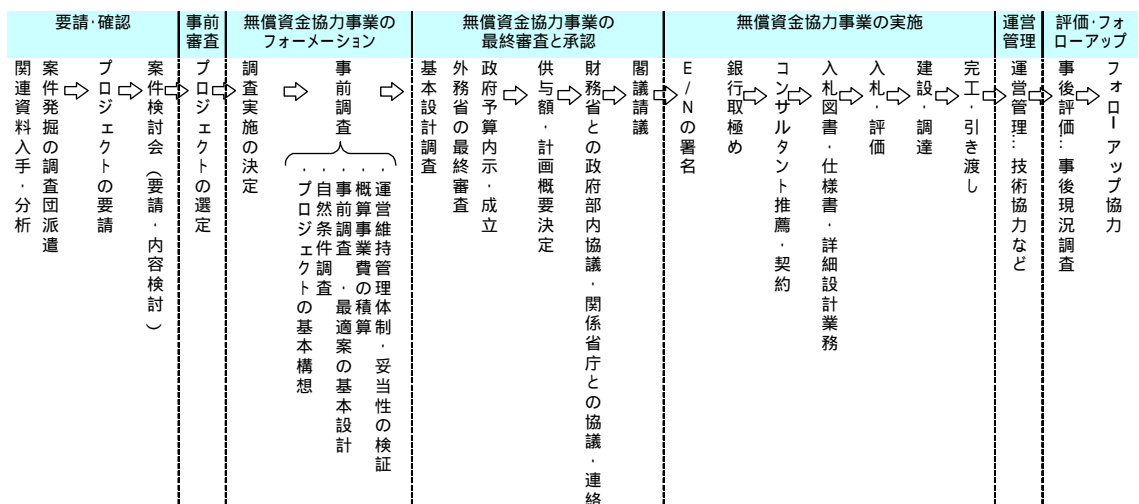 要請･確認
事前
審査
無償資金協力事業の
フォーメーション
無償資金協力事業の
最終審査と承認
無償資金協力事業の実施
運営
管理
評価･フォ
ローアップ
関連資料入手・分析
案件発掘の調査団派遣
プロジェクトの要請
案件検討会（要請・内容検討）
プロジェクトの選定
調査実施の決定
事前調査
・プロジェクトの基本構想
・自然条件調査
・事前調査・最適案の基本設計
・概算事業費の積算
・運営維持管理体制・妥当性の検証
基本設計調査
外務省の最終審査
政府予算内示・成立
供与額・計画概要決定
財務省との政府部内協議・関係省庁との協議・連絡
閣議請議
E/Nの署名
銀行取極め
コンサルタント推薦・契約
入札図書・仕様書・詳細設計業務
入札・評価
建設・調達
完工・引き渡し
運営管理…技術協力など
事後評価…事後現況調査
フォローアップ協力